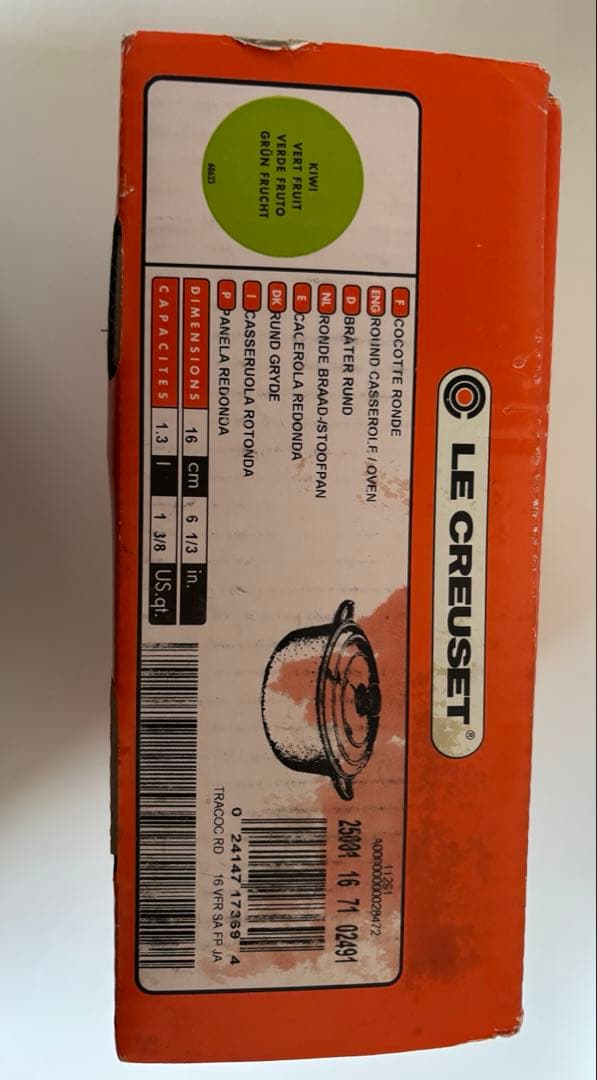 LE CREUSET®
KIWI
VERT FRUIT
VERDE FRUTO
GRÜN FRUCHT
68623
F COCOTTE RONDE
ENG ROUND CASSEROLE / OVEN
D BRÄTER RUND
NL RONDE BRAAD-/STOOFPAN
E CACEROLA REDONDA
DK RUND GRYDE
I CASSERUOLA ROTONDA
P PANELA REDONDA
DIMENSIONS 16 cm 6 1/3 in.
CAPACITES 1.3 l 1 3/8 US.qt.
11291
25001 16 71 02491
0 24147 17369 4
TRACOC RD 16 VFR SA FP JA